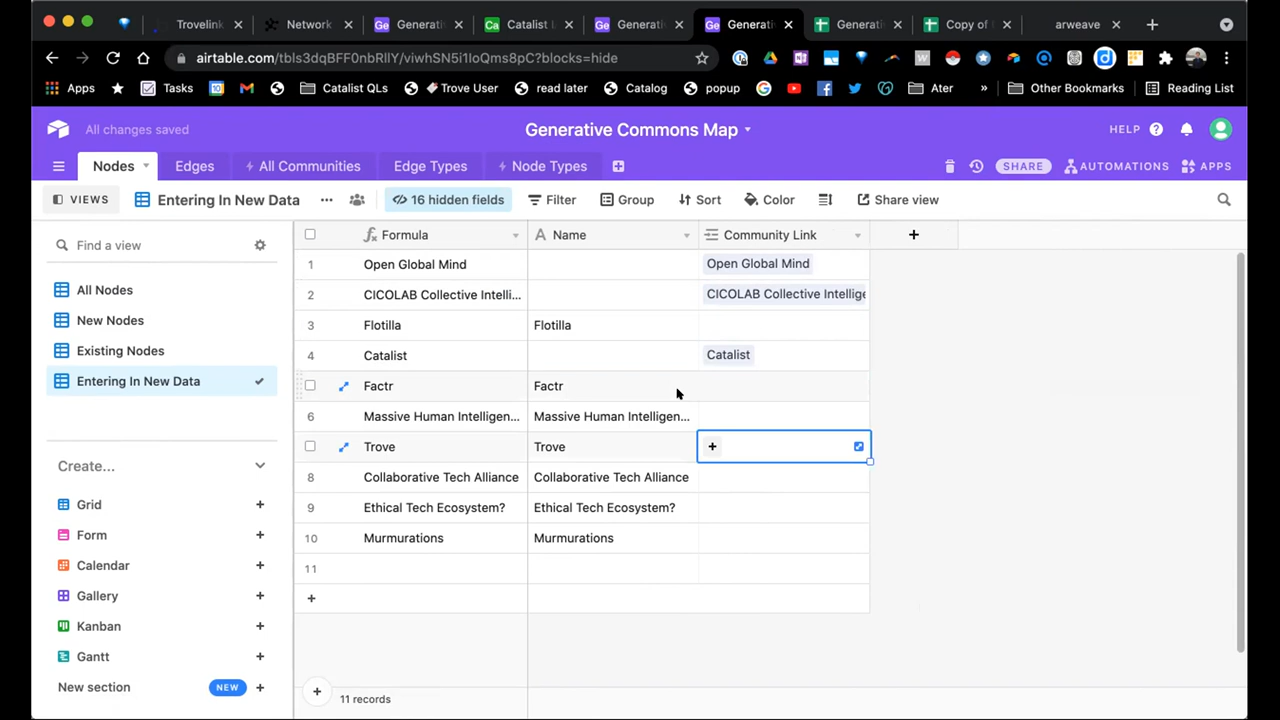 Trovelink
Network
Generativ
Catalist L
Generativ
Generativ
Generativ
Copy of
arweave
airtable.com/tbls3dqBFF0nbRllY/viwhSN5i1IoQms8pC?blocks=hide
Apps
Tasks
Catalist QLs
Trove User
read later
Catalog
popup
Ater
»
Other Bookmarks
Reading List
All changes saved
Generative Commons Map
HELP
Nodes
Edges
All Communities
Edge Types
Node Types
SHARE
AUTOMATIONS
APPS
VIEWS
Entering In New Data
16 hidden fields
Filter
Group
Sort
Color
Share view
Find a view
All Nodes
New Nodes
Existing Nodes
Entering In New Data
Create...
Grid
Form
Calendar
Gallery
Kanban
Gantt
New section NEW
Formula Name Community Link
1 Open Global Mind Open Global Mind
2 CICOLAB Collective Intelli... CICOLAB Collective Intellige
3 Flotilla Flotilla
4 Catalist Catalist
Factr Factr
6 Massive Human Intelligen... Massive Human Intelligen...
Trove Trove
8 Collaborative Tech Alliance Collaborative Tech Alliance
9 Ethical Tech Ecosystem? Ethical Tech Ecosystem?
10 Murmurations Murmurations
11
11 records